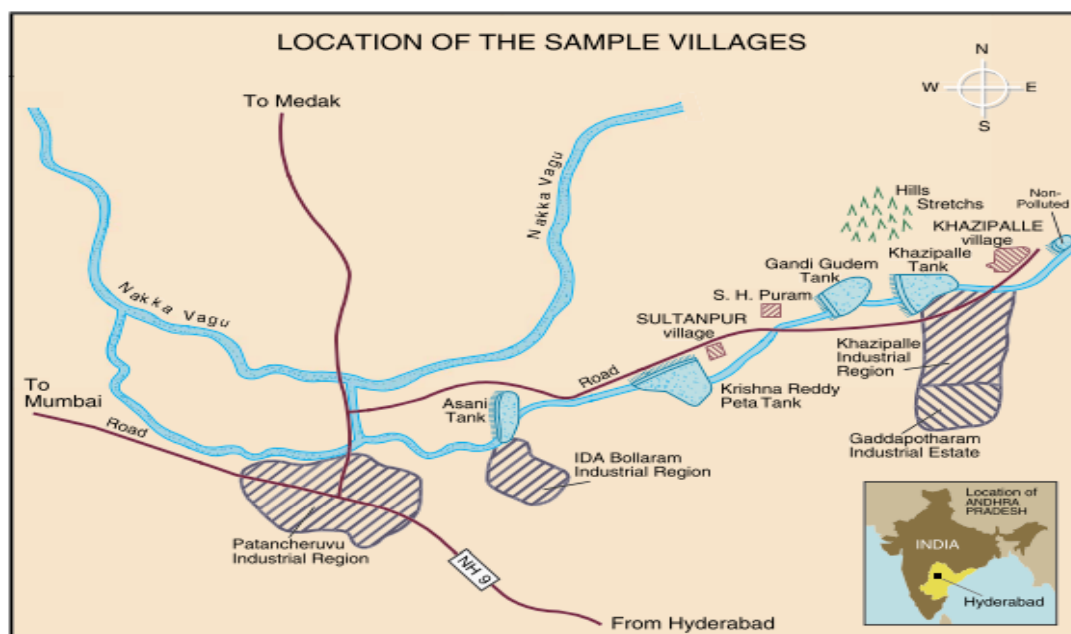 LOCATION OF THE SAMPLE VILLAGES
N
W
E
S
To Medak
Nakka Vagu
Hills
Stretchs
Non-
Polluted
KHAZIPALLE
village
Khazipalle
Tank
Gandi Gudem
Tank
S. H. Puram
SULTANPUR
village
Nakka Vagu
Khazipalle
Industrial
Region
To
Mumbai
Road
Asani
Tank
Road
Krishna Reddy
Peta Tank
Gaddapotharam
Industrial Estate
IDA Bollaram
Industrial Region
Patancheruvu
Industrial Region
NH 9
From Hyderabad
Location of
ANDHRA
PRADESH
INDIA
Hyderabad